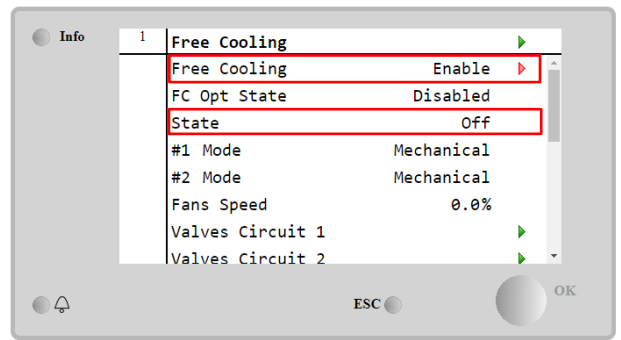 Info
1 Free Cooling
Free Cooling Enable
FC Opt State Disabled
State Off
#1 Mode Mechanical
#2 Mode Mechanical
Fans Speed 0.0%
Valves Circuit 1
Valves Circuit 2
ESC OK